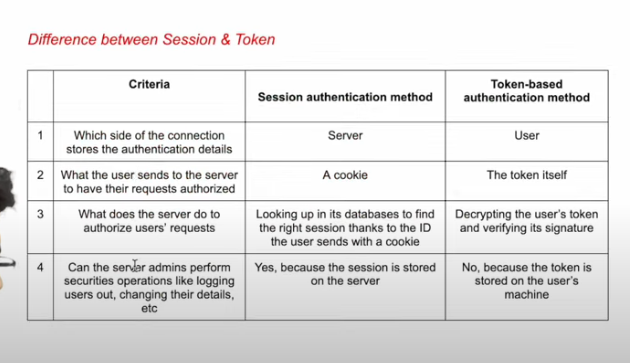 Difference between Session & Token
Criteria
Session authentication method
Token-based
authentication method
1
Which side of the connection
stores the authentication details
Server
User
2
What the user sends to the server
to have their requests authorized
A cookie
The token itself
3
What does the server do to
authorize users' requests
Looking up in its databases to find
the right session thanks to the ID
the user sends with a cookie
Decrypting the user's token
and verifying its signature
4
Can the server admins perform
securities operations like logging
users out, changing their details,
etc
Yes, because the session is stored
on the server
No, because the token is
stored on the user's
machine